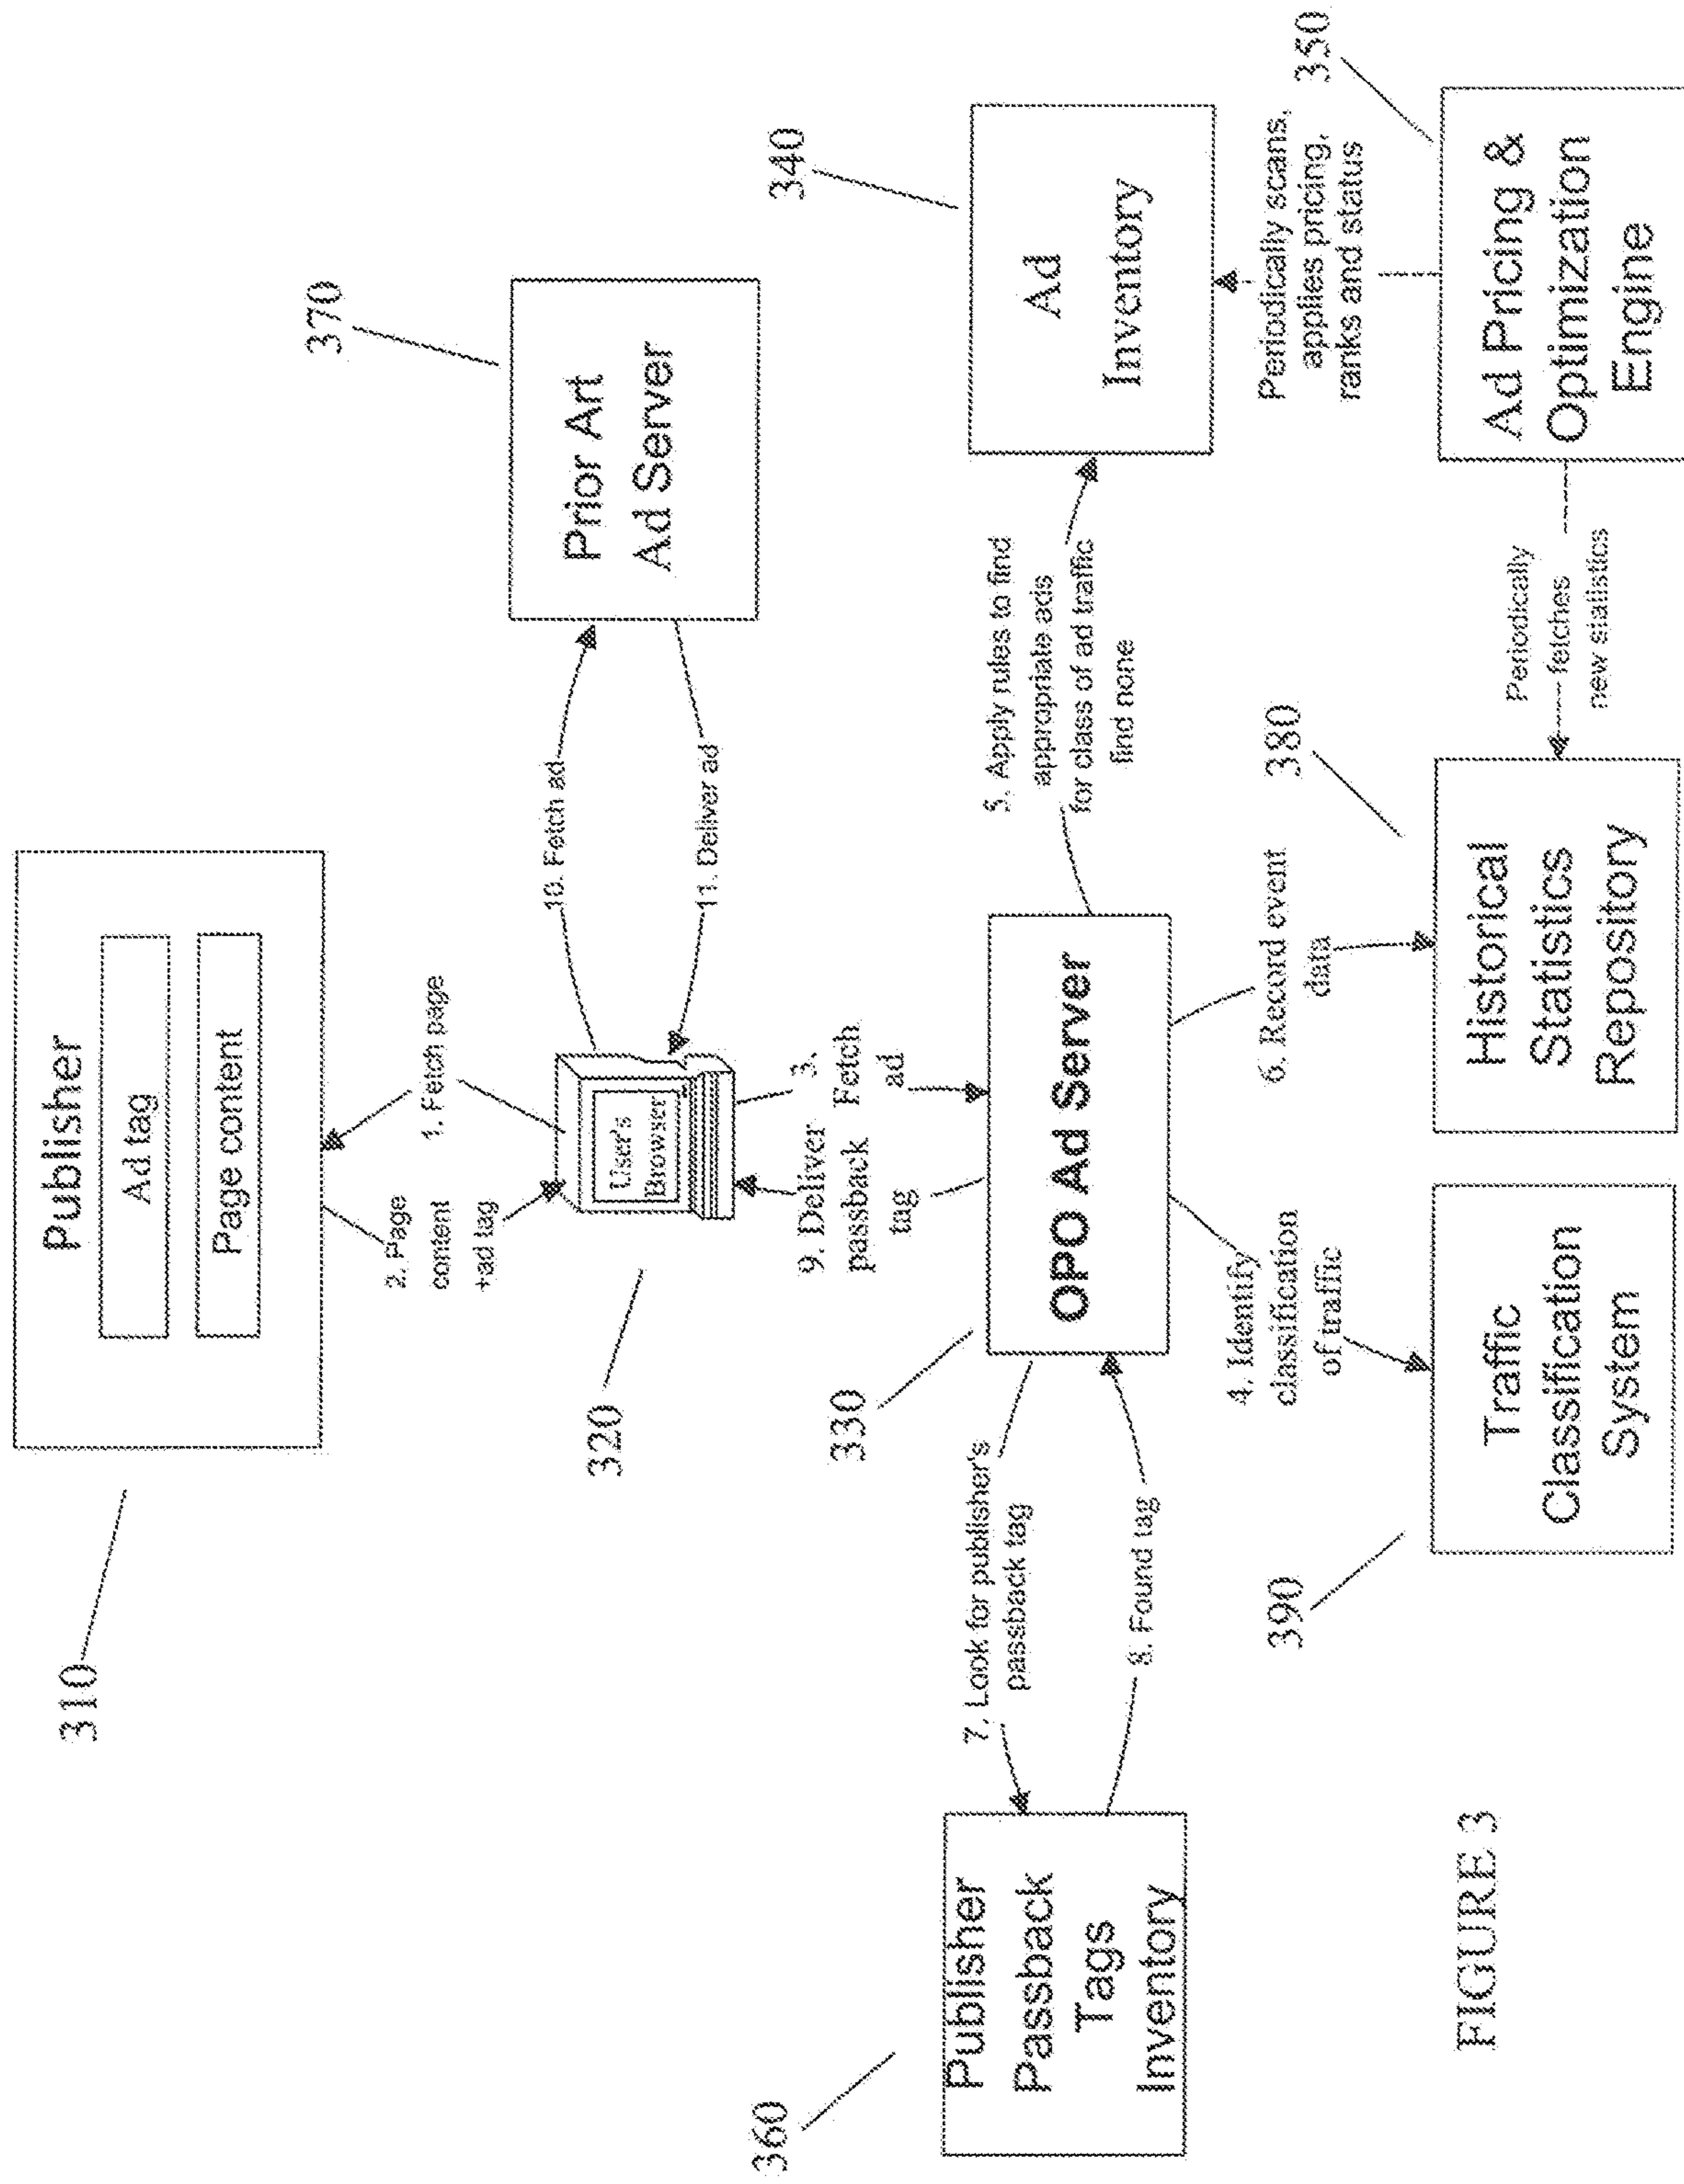 310
Publisher
Ad tag
Page content
2. Page
content
+ad tag
1. Fetch page
320
User's
Browser
10. Fetch ad
11. Deliver ad
370
Prior Art
Ad Server
9. Deliver
passback
tag
3.
Fetch
ad
330
OPO Ad Server
360
Publisher
Passback
Tags
Inventory
7. Look for publisher's
passback tag
8. Found tag
5. Apply rules to find
appropriate ads
for class of ad traffic
find none
340
Ad
Inventory
4. Identify
classification
of traffic
6. Record event
data
390
Traffic
Classification
System
380
Historical
Statistics
Repository
Periodically
fetches
new statistics
Periodically scans,
applies pricing,
ranks and status
350
Ad Pricing &
Optimization
Engine
FIGURE 3